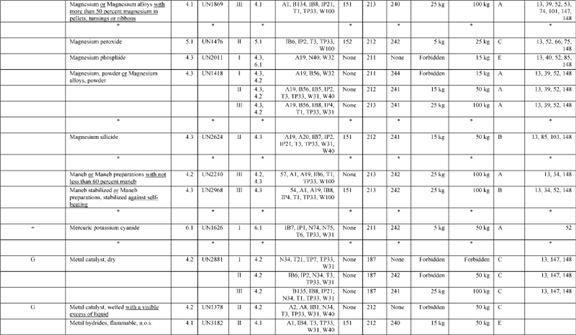 Magnesium or Magnesium alloys with more than 50 percent magnesium in pellets, turnings or ribbons 4.1 UN1869 III 4.1 A1, B134, IB8, IP21, T1, TP33, W100 151 213 240 25 kg 100 kg A 13, 39, 52, 53, 74, 101, 147, 148
* * * * * * *
Magnesium peroxide 5.1 UN1476 II 5.1 IB6, IP2, T3, TP33, W100 152 212 242 5 kg 25 kg C 13, 52, 66, 75, 148
Magnesium phosphide 4.3 UN2011 I 4.3, 6.1 A19, N40, W32 None 211 242 Forbidden 15 kg E 13, 40, 52, 85, 148
Magnesium, powder or Magnesium alloys, powder 4.3 UN1418 I 4.3, 4.2 A19, B56, W32 None 211 244 Forbidden 15 kg A 13, 39, 52, 148
II 4.3, 4.2 A19, B56, IB5, IP2, T3, TP33, W31, W40 None 212 241 15 kg 50 kg A 13, 39, 52, 148
III 4.3, 4.2 A19, B56, IB8, IP4, T1, TP33, W31 None 213 241 25 kg 100 kg A 13, 39, 52, 148
* * * * * * *
Magnesium silicide 4.3 UN2624 II 4.3 A19, A20, IB7, IP2, IP21, T3, TP33, W31, W40 151 212 241 15 kg 50 kg B 13, 85, 103, 148
* * * * * * *
Maneb or Maneb preparations with not less than 60 percent maneb 4.2 UN2210 III 4.2, 4.3 57, A1, A19, IB6, T1, TP33, W100 None 213 242 25 kg 100 kg A 13, 34, 148
Maneb stabilized or Maneb preparations, stabilized against self-heating 4.3 UN2968 III 4.3 54, A1, A19, IB8, IP4, T1, TP33, W100 151 213 242 25 kg 100 kg B 13, 34, 52, 148
* * * * * * *
+ Mercuric potassium cyanide 6.1 UN1626 I 6.1 IB7, IP1, N74, N75, T6, TP33, W31 None 211 242 5 kg 50 kg A 52
* * * * * * *
G Metal catalyst, dry 4.2 UN2881 I 4.2 N34, T21, TP7, TP33, W31 None 187 None Forbidden Forbidden C 13, 147, 148
II 4.2 IB6, IP2, N34, T3, TP33, W31 None 187 242 Forbidden 50 kg C 13, 147, 148
III 4.2 B135, IB8, IP21, N34, T1, TP33, W31 None 187 241 25 kg 100 kg C 13, 147, 148
G Metal catalyst, wetted with a visible excess of liquid 4.2 UN1378 II 4.2 A2, A8, IB1, N34, T3, TP33, W31, W40 None 212 None Forbidden 50 kg C 13, 147, 148
Metal hydrides, flammable, n.o.s. 4.1 UN3182 II 4.1 A1, IB4, T3, TP33, W31, W40 151 212 240 15 kg 50 kg E